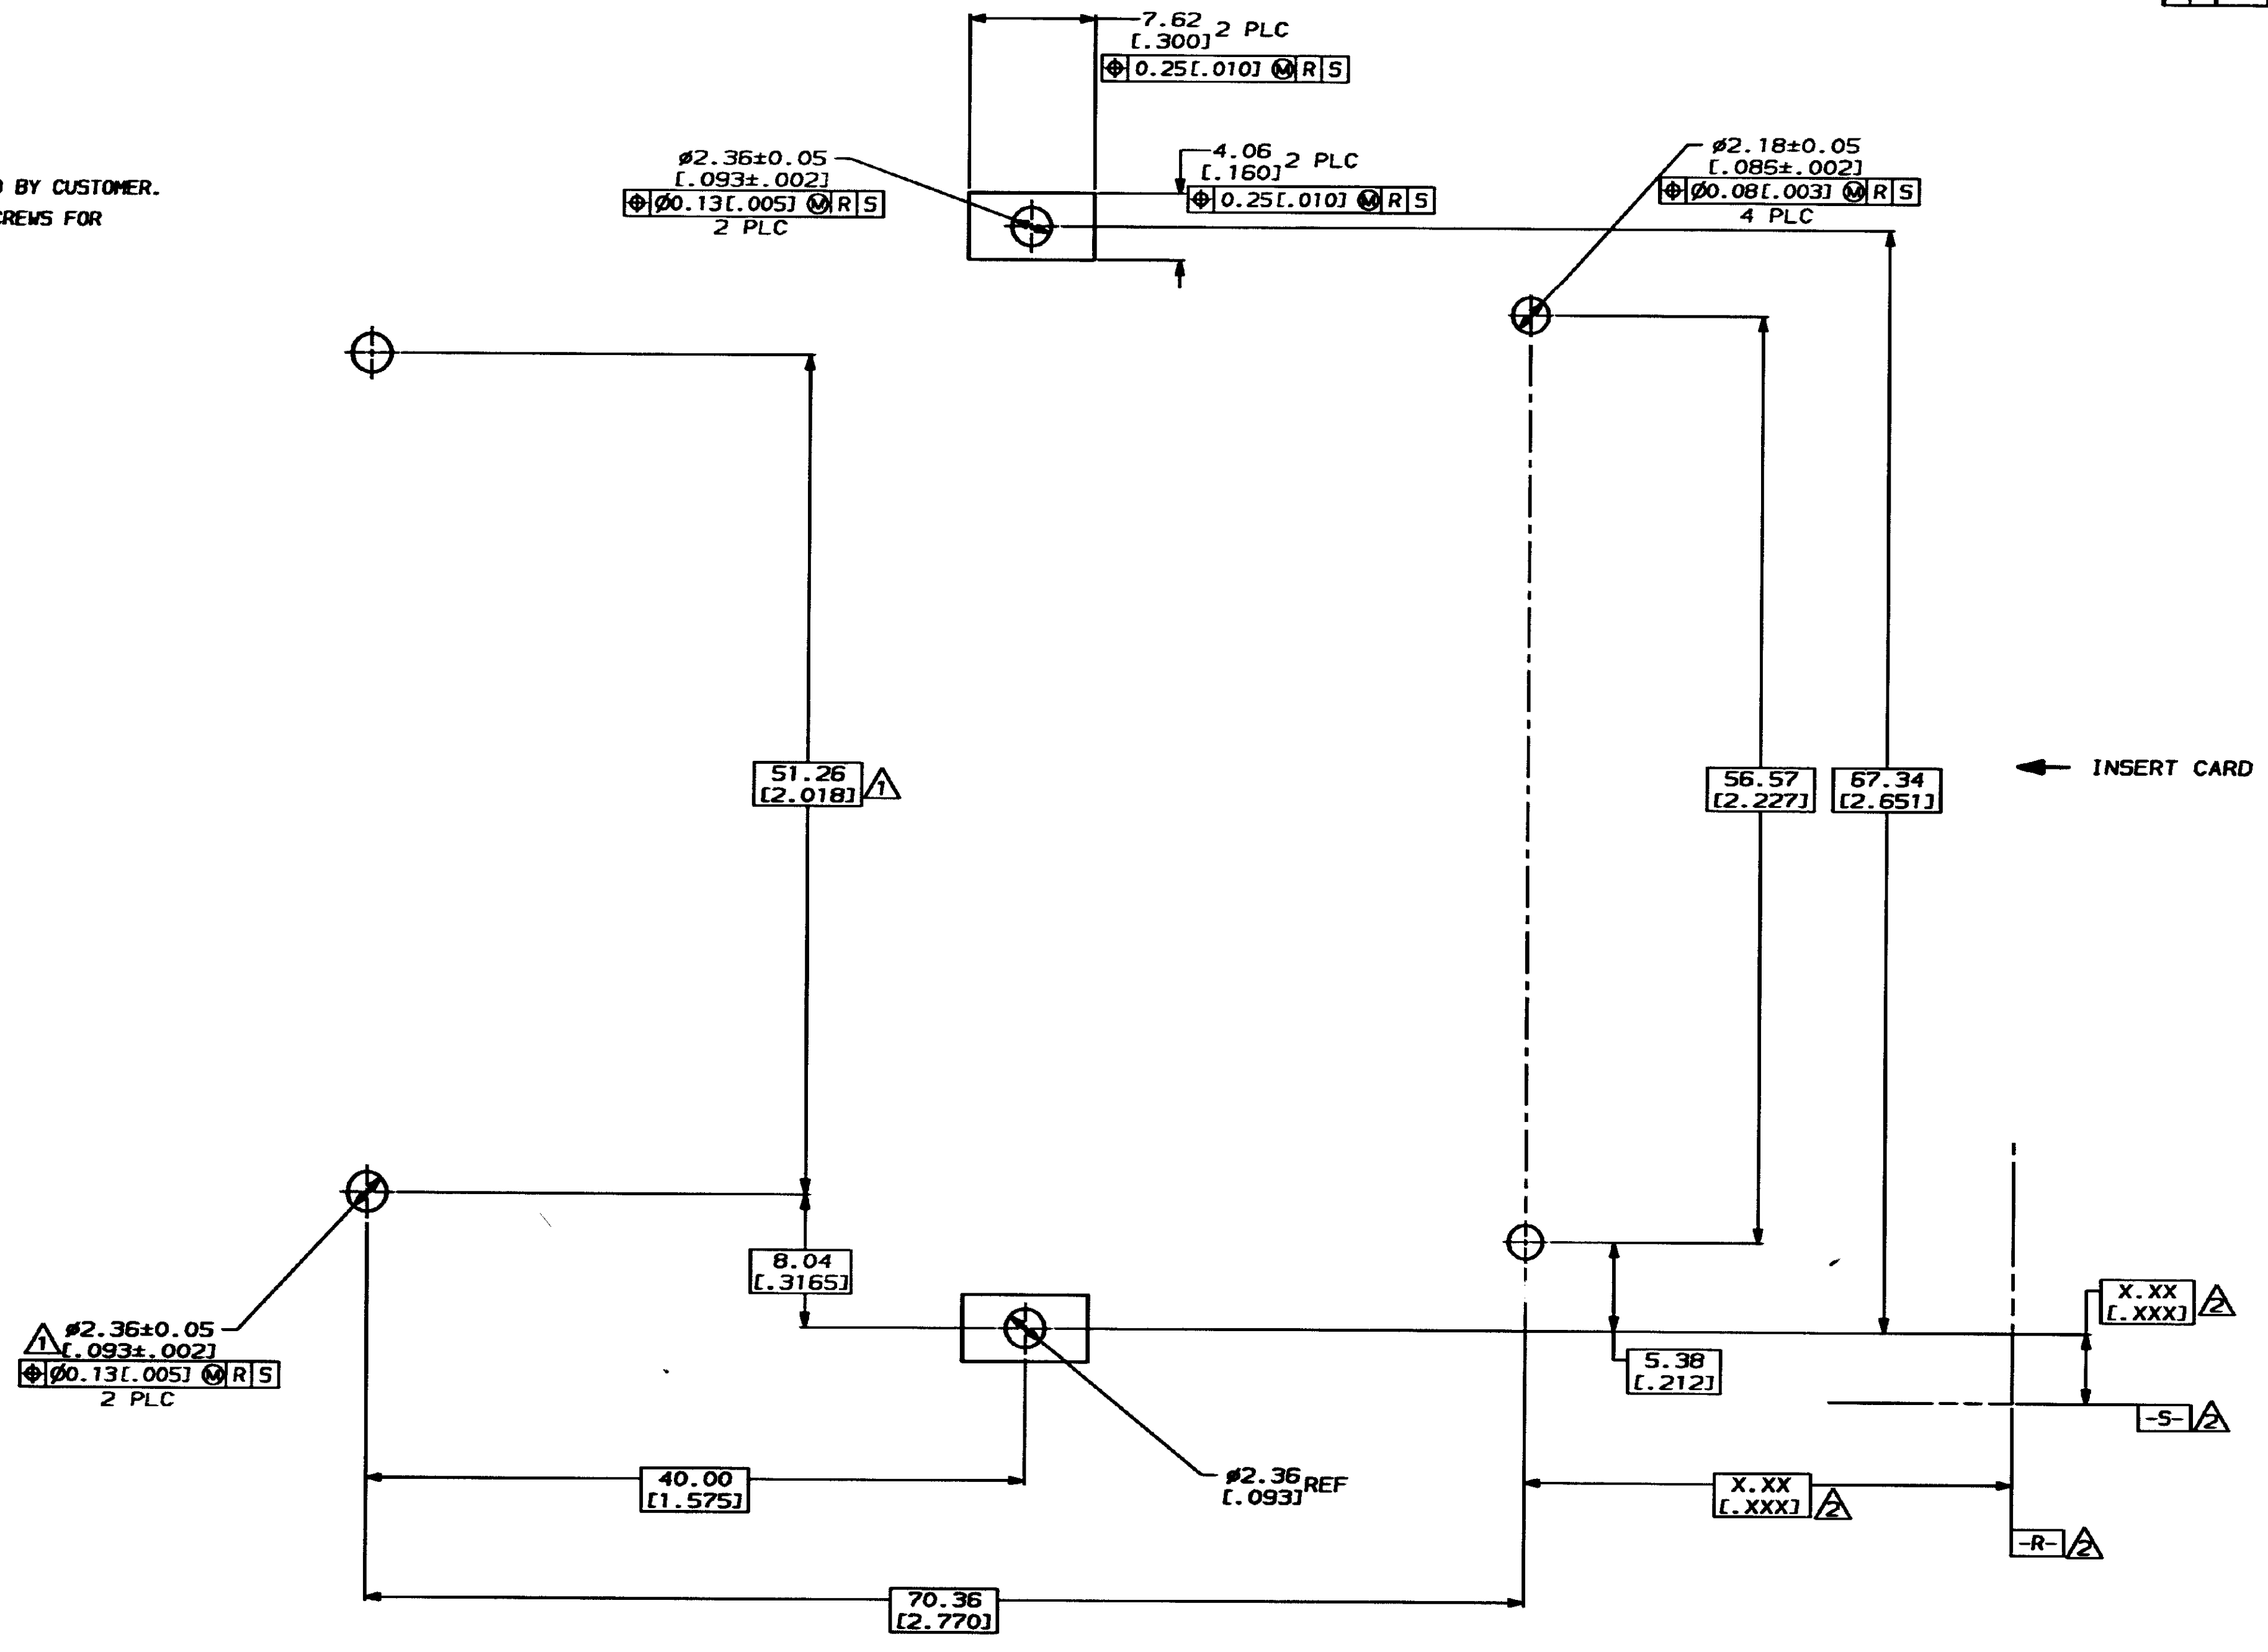 7.62
[.300] 2 PLC
⌖ 0.25[.010] Ⓜ R S
BY CUSTOMER.
FOR
ø2.36±0.05
[.093±.002]
⌖ Ø0.13[.005] Ⓜ R S
2 PLC
4.06
[.160] 2 PLC
⌖ 0.25[.010] Ⓜ R S
ø2.18±0.05
[.086±.002]
⌖ Ø0.08[.003] Ⓜ R S
4 PLC
51.26
[2.018] 1
56.57
[2.227]
67.34
[2.651]
INSERT CARD
8.04
[.3165]
1 ø2.36±0.05
[.093±.002]
⌖ Ø0.13[.005] Ⓜ R S
2 PLC
5.38
[.212]
X.XX
[.XXX] 2
-S- 2
40.00
[1.575]
ø2.36 REF
[.093]
X.XX
[.XXX] 2
-R- 2
70.36
[2.770]